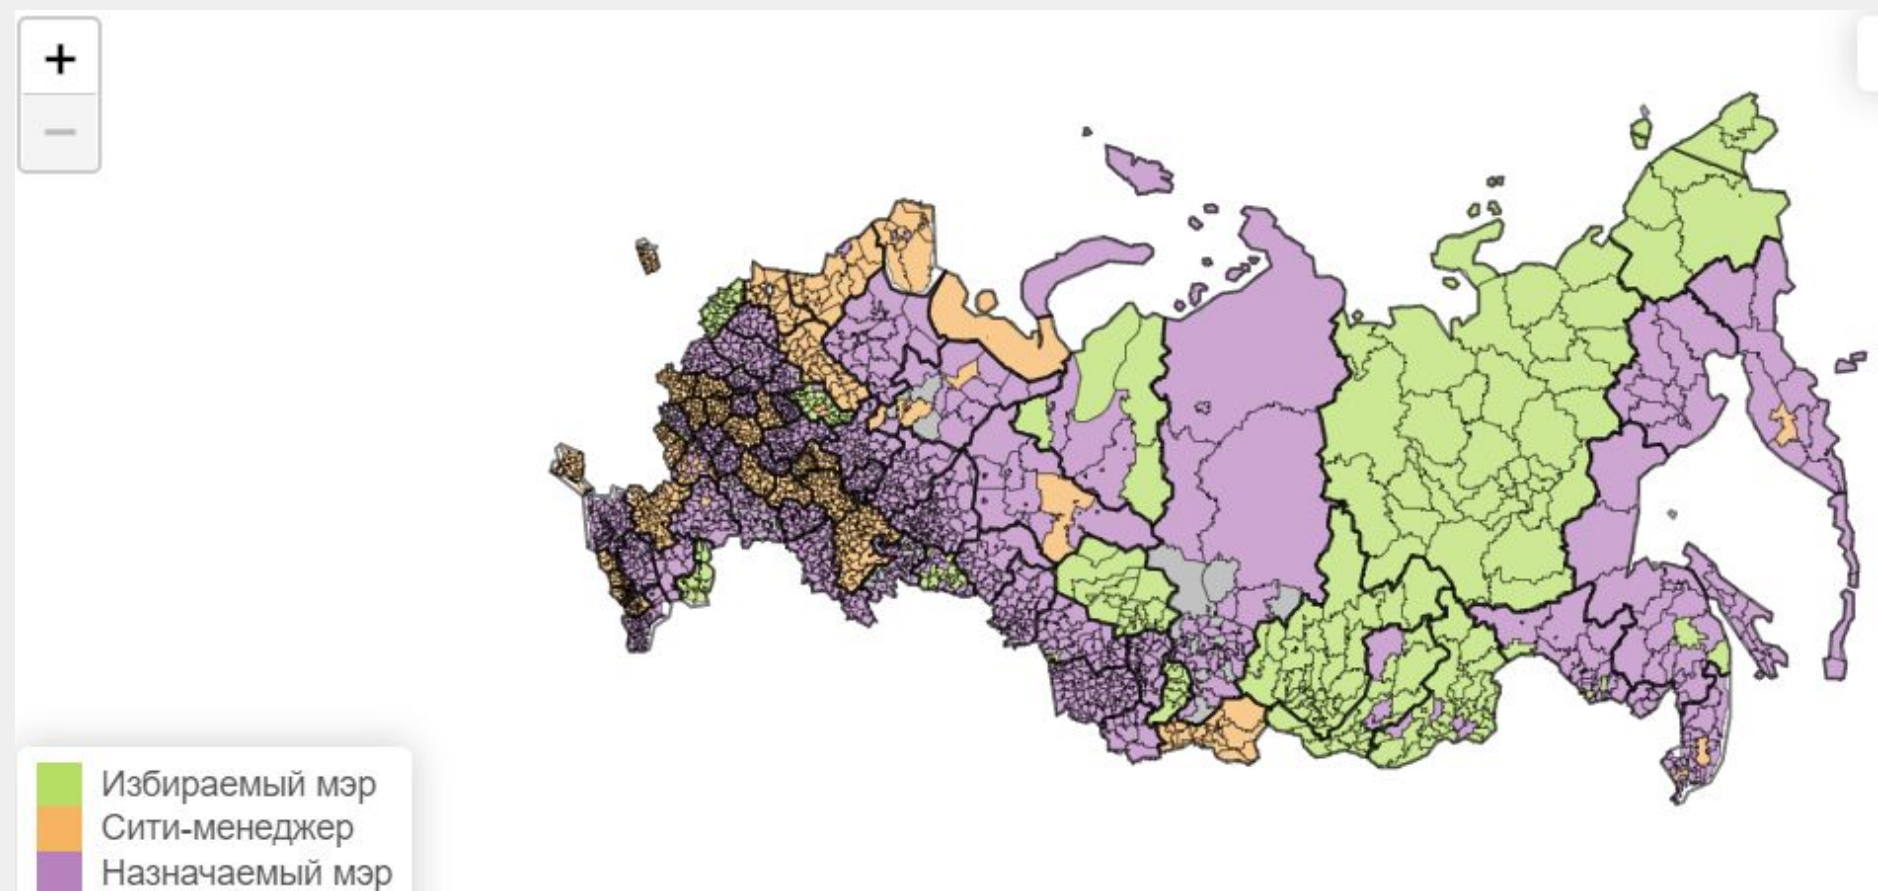 +
−
Избираемый мэр
Сити-менеджер
Назначаемый мэр